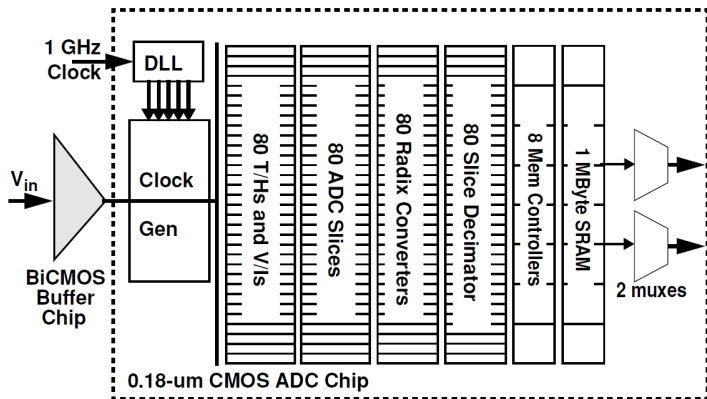 1 GHz
Clock
DLL
V_in
Clock
Gen
BiCMOS
Buffer
Chip
80 T/Hs and V/Is
80 ADC Slices
80 Radix Converters
80 Slice Decimator
8 Mem Controllers
1 MByte SRAM
2 muxes
0.18-um CMOS ADC Chip